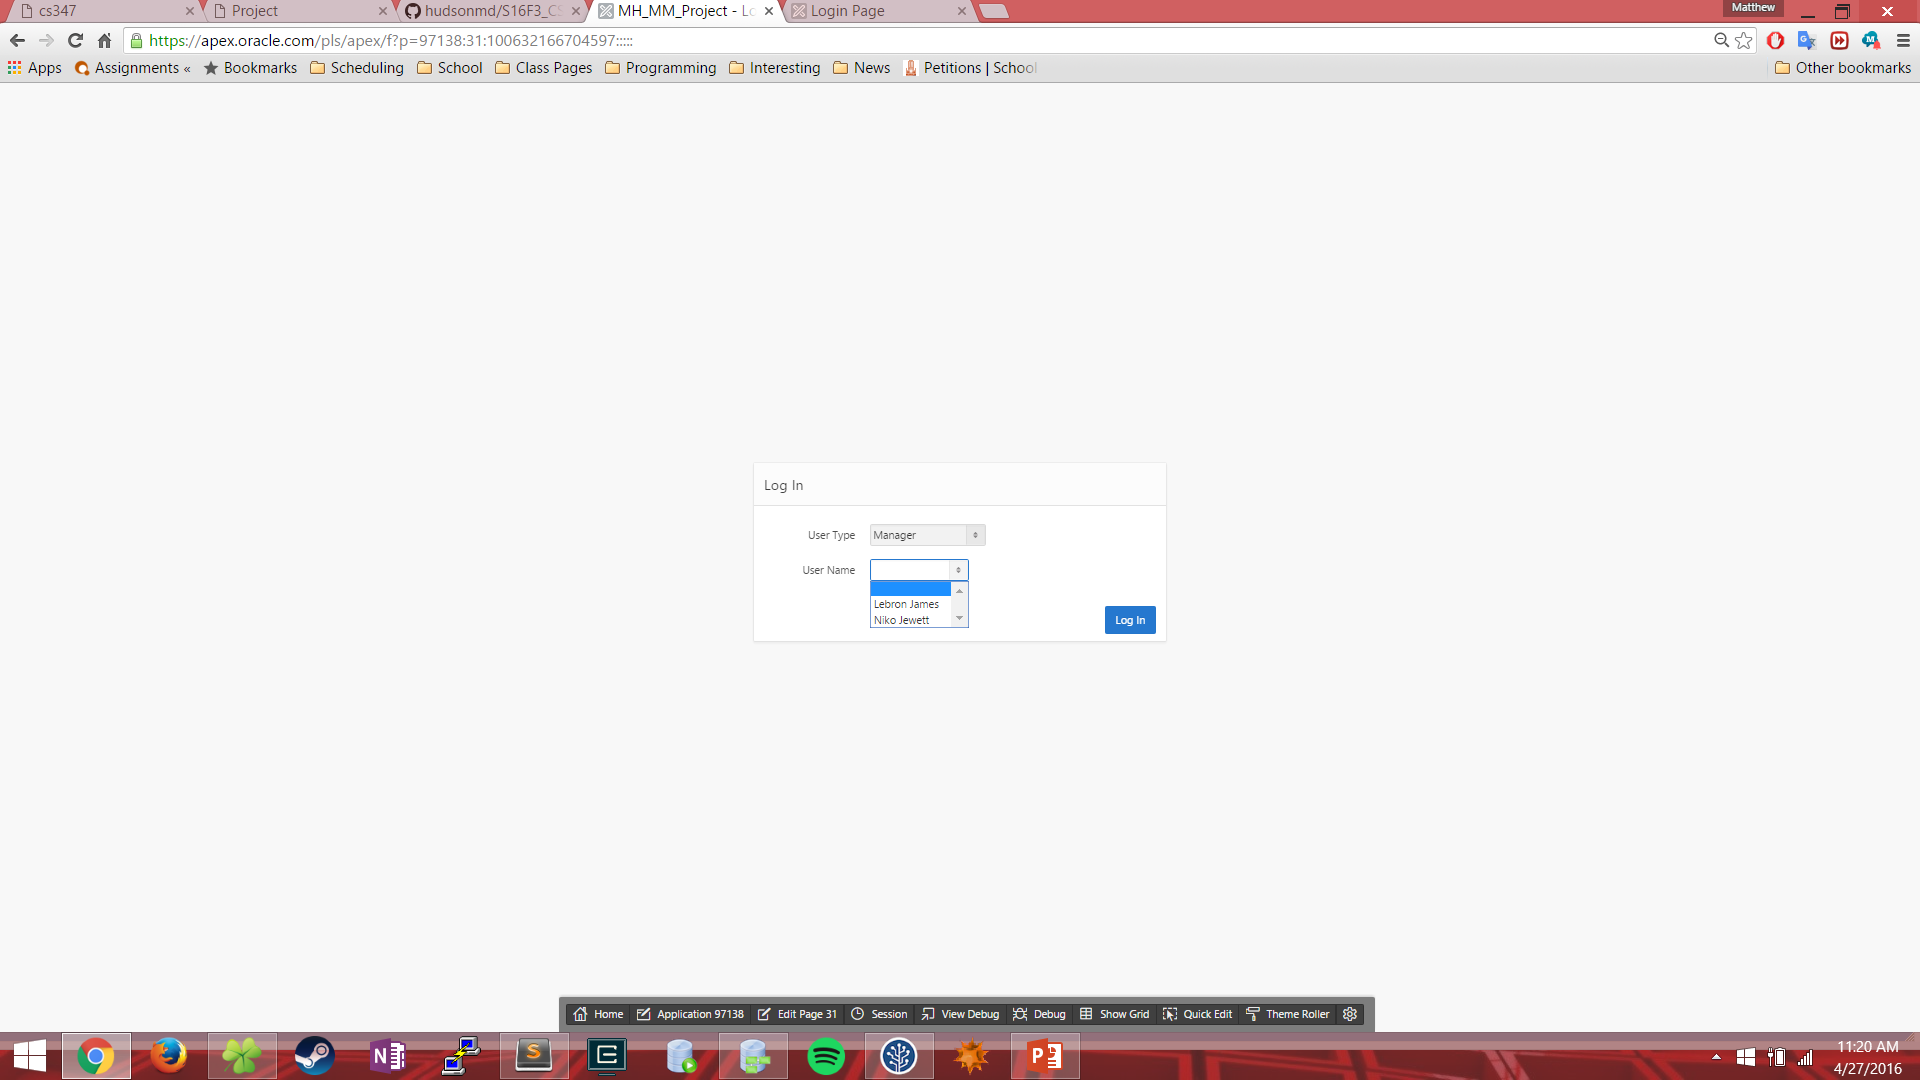 cs347
Project
hudsonmd/S16F3_CS
MH_MM_Project - Lo
Login Page
Matthew
https://apex.oracle.com/pls/apex/f?p=97138:31:100632166704597:::::
Apps
Assignments «
Bookmarks
Scheduling
School
Class Pages
Programming
Interesting
News
Petitions | School
Other bookmarks
Log In
User Type
Manager
User Name
Lebron James
Niko Jewett
Log In
Home
Application 97138
Edit Page 31
Session
View Debug
Debug
Show Grid
Quick Edit
Theme Roller
11:20 AM
4/27/2016